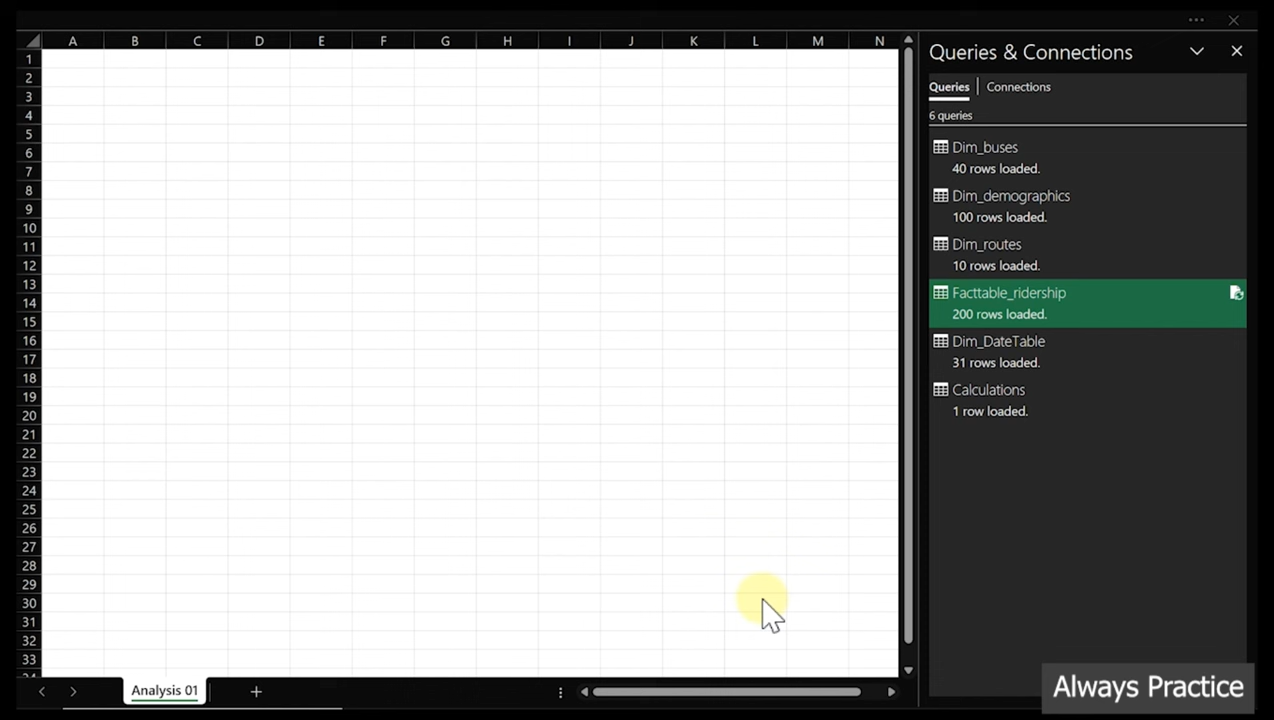 A B C D E F G H I J K L M N
Queries & Connections
1
2
3
4
5
6
7
8
9
10
11
12
13
14
15
16
17
18
19
20
21
22
23
24
25
26
27
28
29
30
31
32
33
Queries | Connections
6 queries
Dim_buses
40 rows loaded.
Dim_demographics
100 rows loaded.
Dim_routes
10 rows loaded.
Facttable_ridership
200 rows loaded.
Dim_DateTable
31 rows loaded.
Calculations
1 row loaded.
Analysis 01
Always Practice